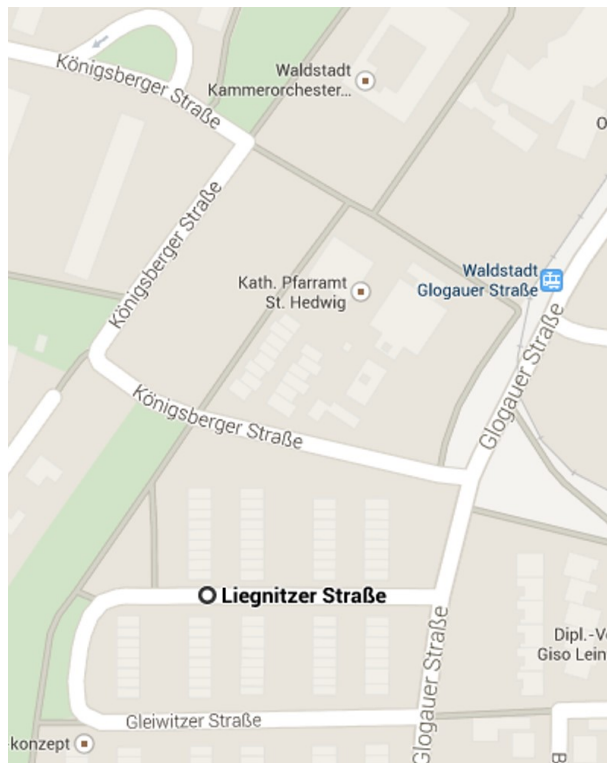 Königsberger Straße
Waldstadt
Kammerorchester...
O
Königsberger Straße
Waldstadt
Glogauer Straße
Kath. Pfarramt
St. Hedwig
Glogauer Straße
Königsberger Straße
Liegnitzer Straße
Glogauer Straße
Dipl.-V
Giso Lein
Gleiwitzer Straße
-konzept
B